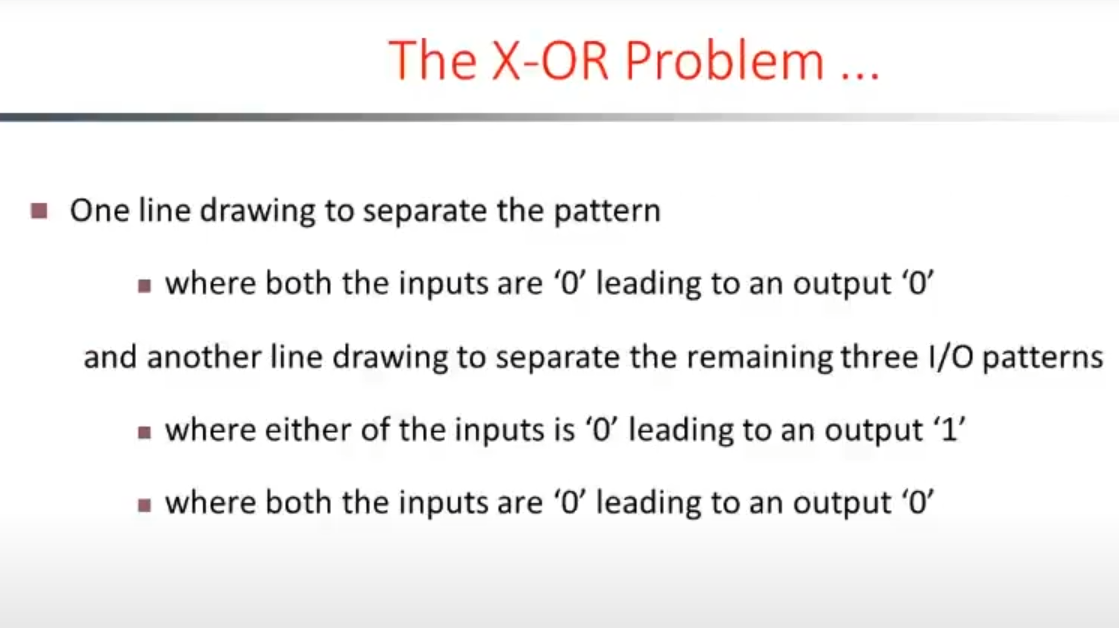 The X-OR Problem ...
One line drawing to separate the pattern
where both the inputs are ‘0’ leading to an output ‘0’
and another line drawing to separate the remaining three I/O patterns
where either of the inputs is ‘0’ leading to an output ‘1’
where both the inputs are ‘0’ leading to an output ‘0’